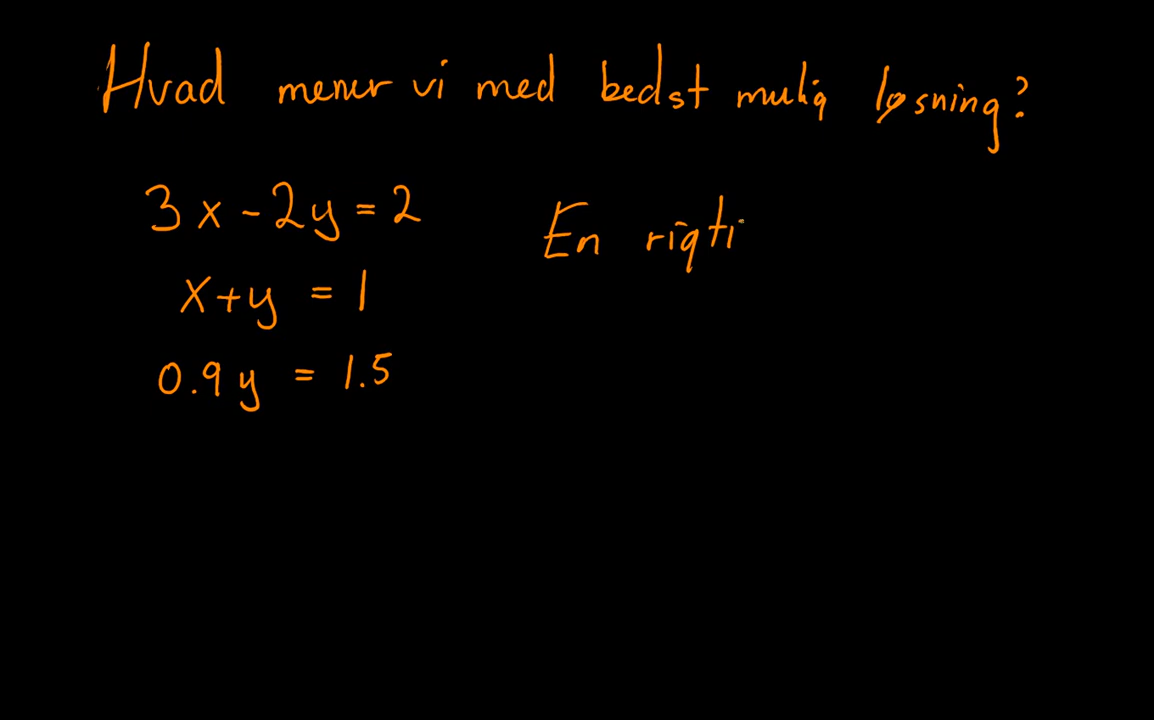 Hvad mener vi med bedst mulig løsning?
3x - 2y = 2
En rigti
x + y = 1
0.9y = 1.5